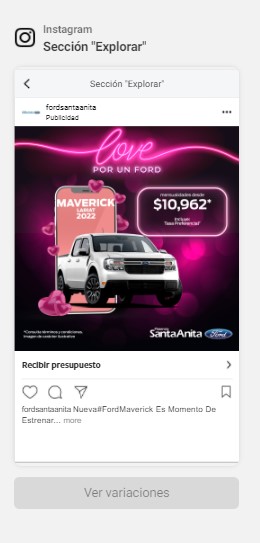 Instagram
Sección "Explorar"
Sección "Explorar"
fordsantaanita
Publicidad
love
POR UN FORD
MAVERICK
LARIAT
2022
mensualidades desde
$10,962*
Incluye:
Tasa Preferencial*
*Consulta términos y condiciones,
imagen de carácter ilustrativo
SantaAnita Ford
Recibir presupuesto
fordsantaanita Nueva#FordMaverick Es Momento De
Estrenar... more
Ver variaciones